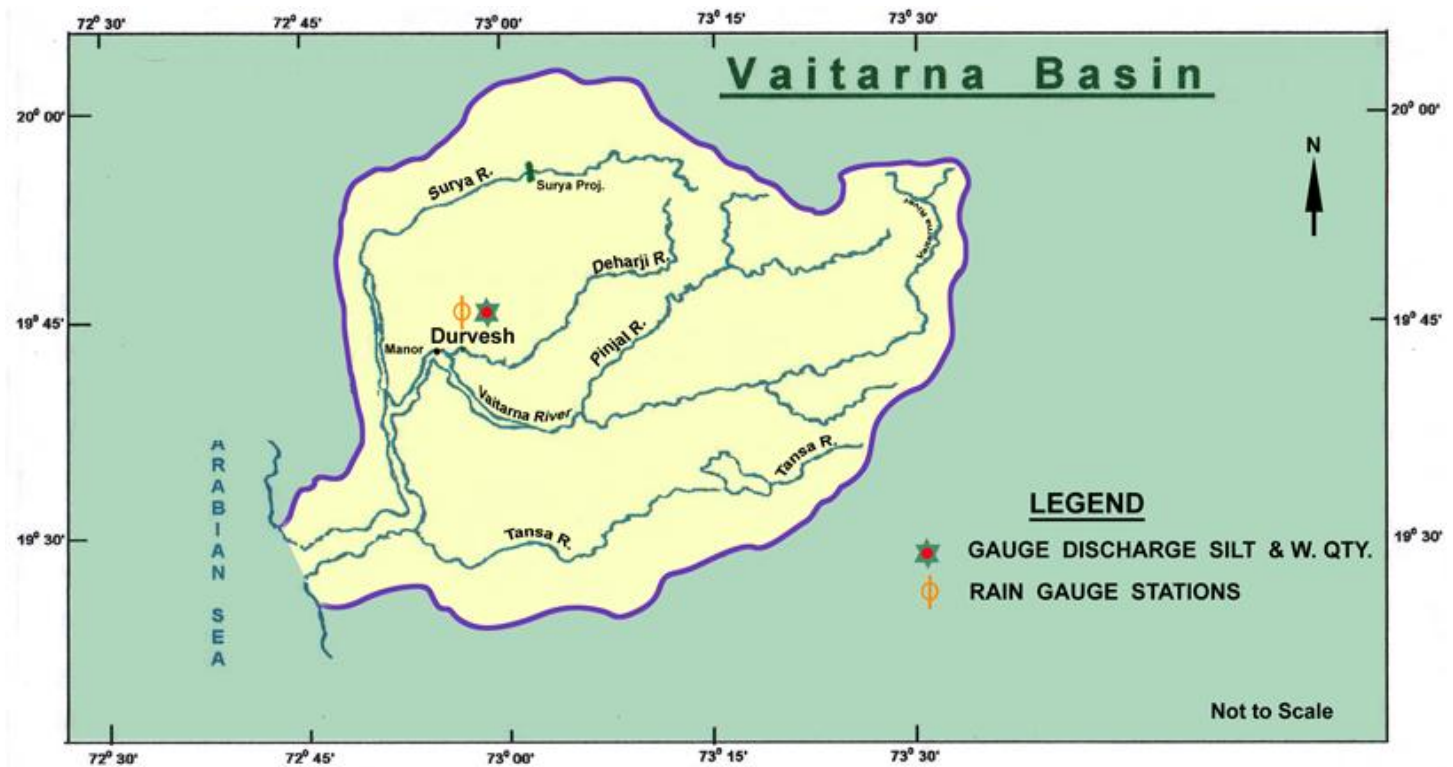 72° 30' 72° 45' 73° 00' 73° 15' 73° 30'
Vaitarna Basin
20° 00' 20° 00'
N
Surya R.
Surya Proj.
Vaitarna River
Deharji R.
19° 45' 19° 45'
Durvesh
Manor
Pinjal R.
Vaitarna River
ARABIAN SEA
Tansa R.
Tansa R.
LEGEND
19° 30' 19° 30'
GAUGE DISCHARGE SILT & W. QTY.
RAIN GAUGE STATIONS
Not to Scale
72° 30' 72° 45' 73° 00' 73° 15' 73° 30'